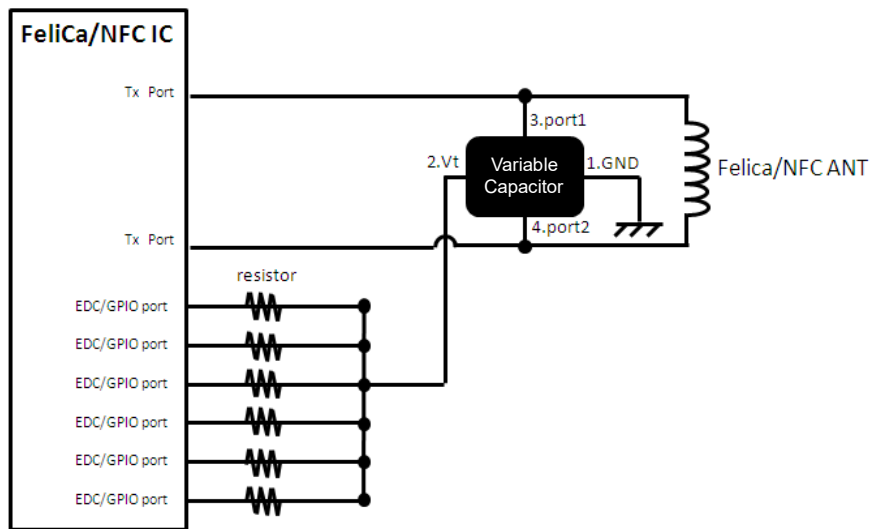 FeliCa/NFC IC
Tx Port
3.port1
2.Vt
Variable
Capacitor
1.GND
Felica/NFC ANT
4.port2
Tx Port
resistor
EDC/GPIO port
EDC/GPIO port
EDC/GPIO port
EDC/GPIO port
EDC/GPIO port
EDC/GPIO port